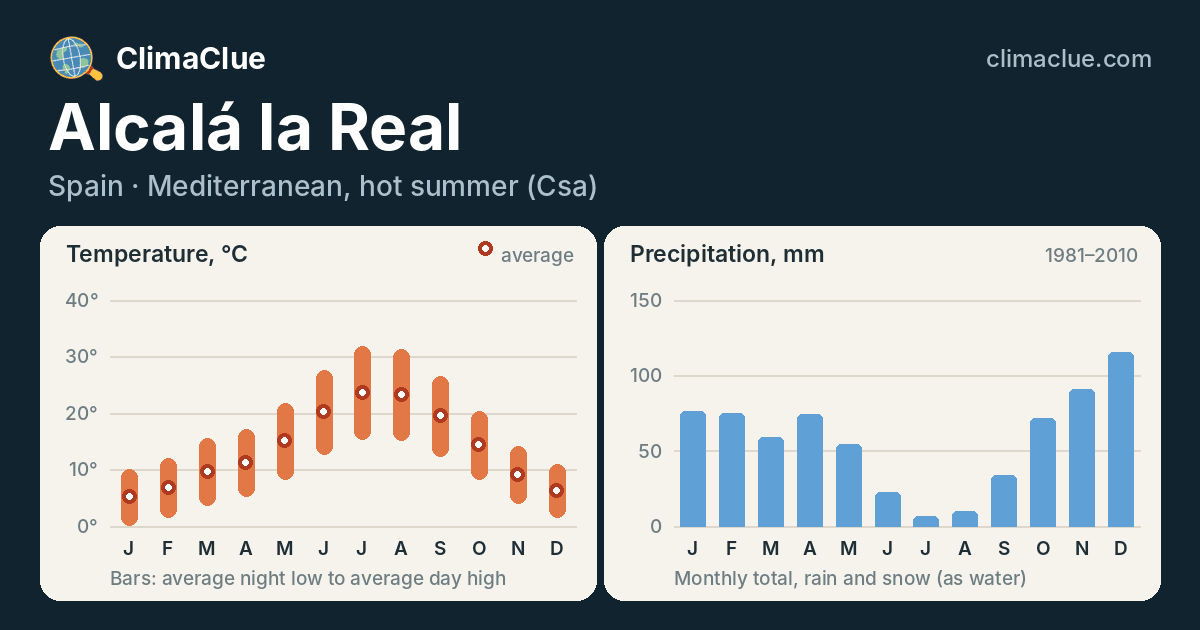 ClimaClue
climaclue.com
Alcalá la Real
Spain · Mediterranean, hot summer (Csa)
Temperature, °C
average
40°
30°
20°
10°
0°
J F M A M J J A S O N D
Bars: average night low to average day high
Precipitation, mm
1981–2010
150
100
50
0
J F M A M J J A S O N D
Monthly total, rain and snow (as water)